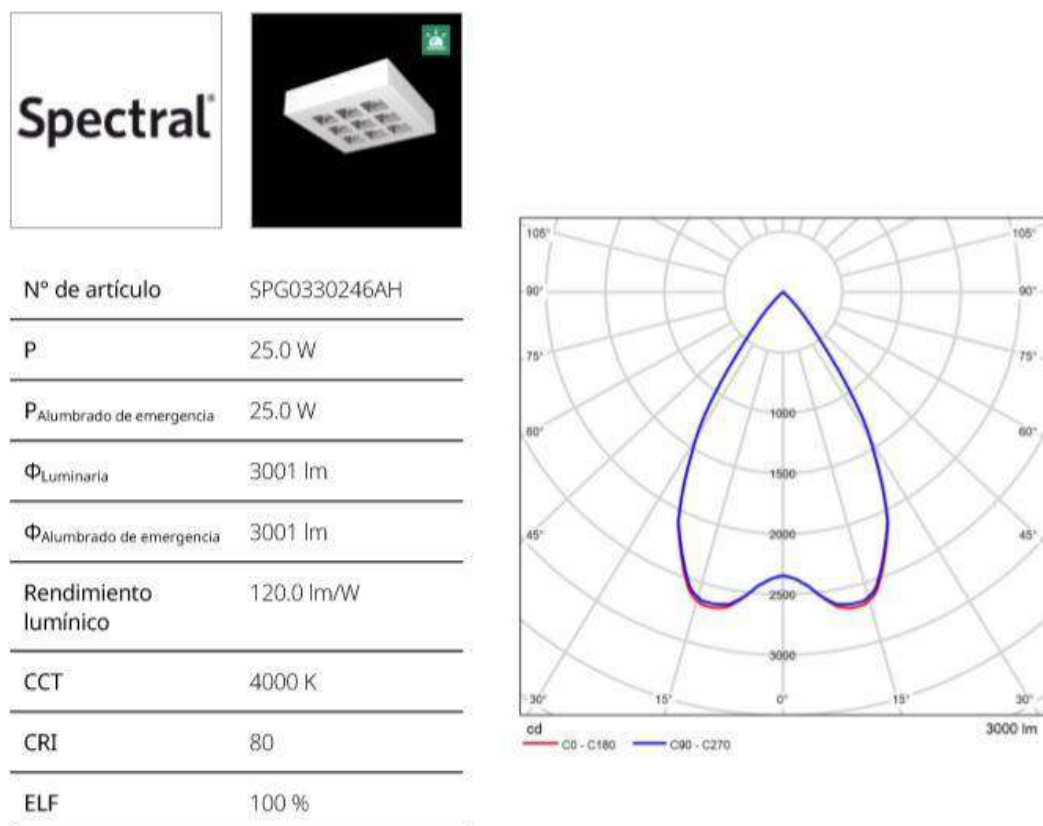 Spectral®
N° de artículo SPG0330246AH
P 25.0 W
PAlumbrado de emergencia 25.0 W
ΦLuminaria 3001 lm
ΦAlumbrado de emergencia 3001 lm
Rendimiento 120.0 lm/W
lumínico
CCT 4000 K
CRI 80
ELF 100 %
105° 105°
90° 90°
75° 75°
60° 60°
45° 45°
1000
1500
2000
2500
3000
30° 15° 0° 15° 30°
cd 3000 lm
C0 - C180 C90 - C270